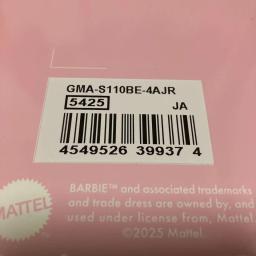 GMA-S110BE-4AJR
5425
JA
4549526 39937 4
MATTEL
BARBIE™ and associated trademarks
and trade dress are owned by, and
used under license from, Mattel.
©2025 Mattel